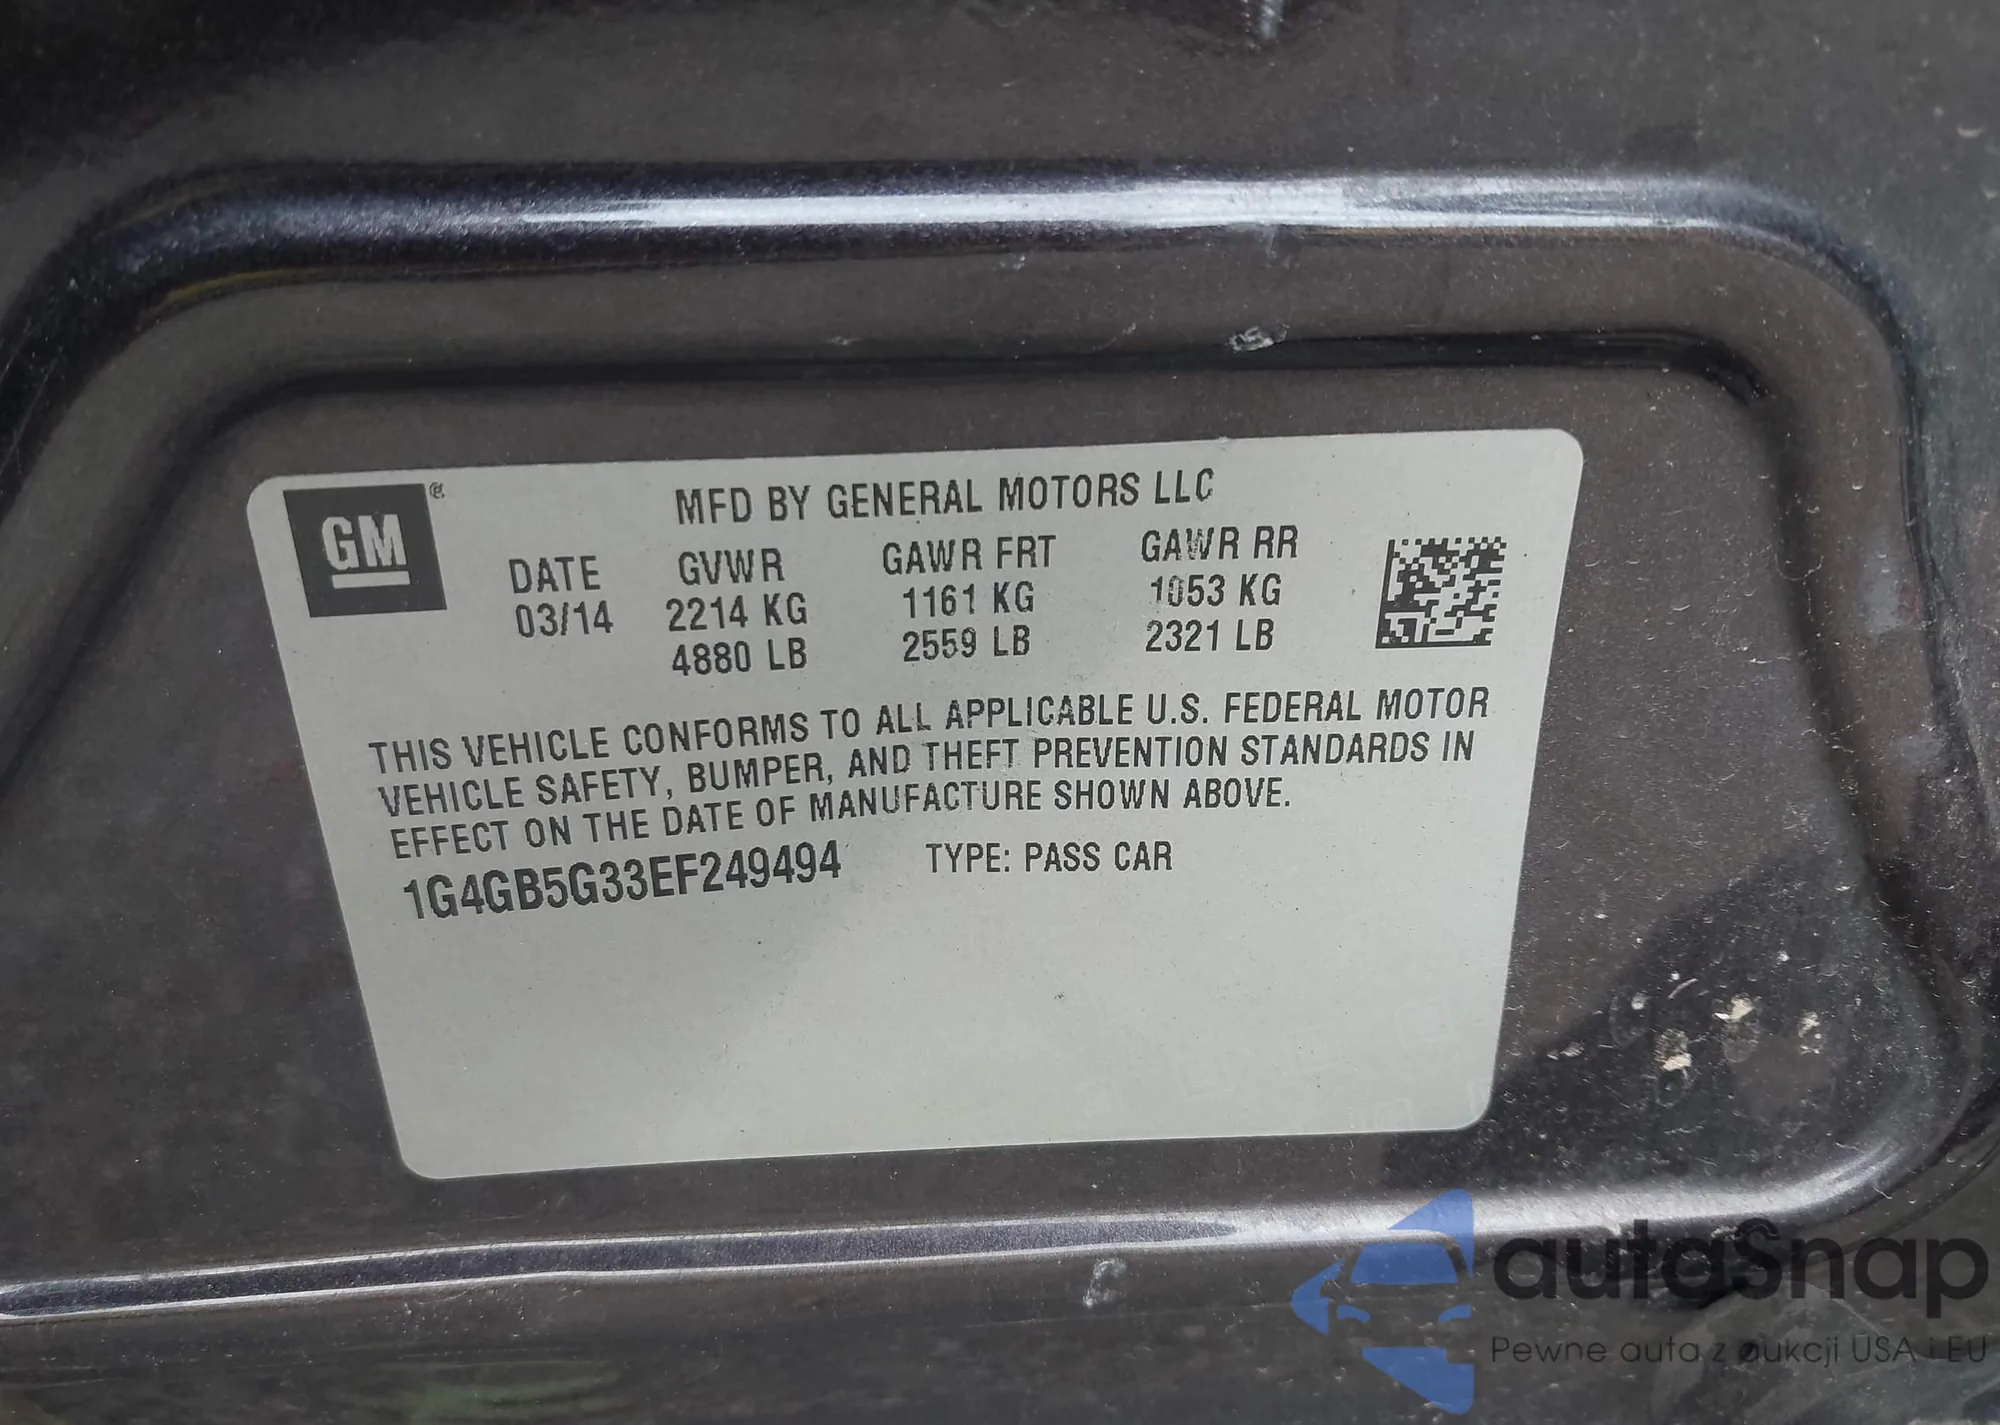 GM ®
MFD BY GENERAL MOTORS LLC
DATE GVWR GAWR FRT GAWR RR
03/14 2214 KG 1161 KG 1053 KG
4880 LB 2559 LB 2321 LB
THIS VEHICLE CONFORMS TO ALL APPLICABLE U.S. FEDERAL MOTOR
VEHICLE SAFETY, BUMPER, AND THEFT PREVENTION STANDARDS IN
EFFECT ON THE DATE OF MANUFACTURE SHOWN ABOVE.
1G4GB5G33EF249494 TYPE: PASS CAR
autaSnap
Pewne auta z aukcji USA i EU